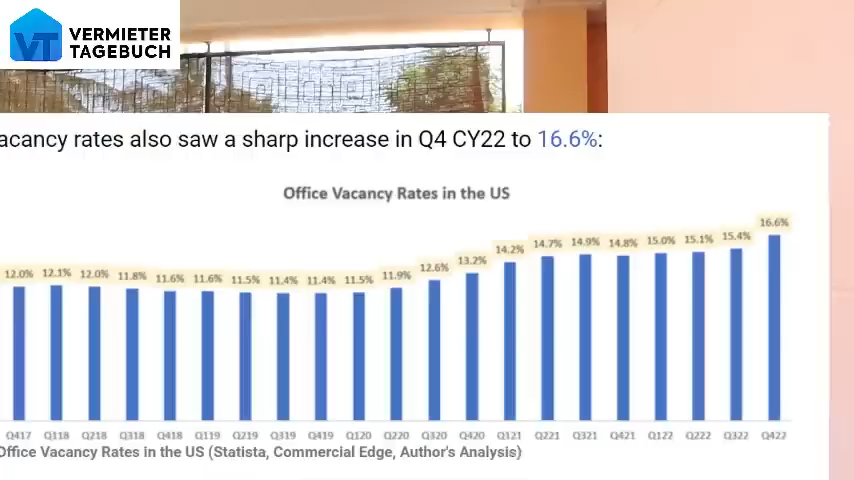 VERMIETER
TAGEBUCH
VT
acancy rates also saw a sharp increase in Q4 CY22 to 16.6%:
Office Vacancy Rates in the US
12.0% 12.1% 12.0% 11.8% 11.6% 11.6% 11.5% 11.4% 11.4% 11.5% 11.9% 12.6% 13.2% 14.2% 14.7% 14.9% 14.8% 15.0% 15.1% 15.4% 16.6%
Q417 Q118 Q218 Q318 Q418 Q119 Q219 Q319 Q419 Q120 Q220 Q320 Q420 Q121 Q221 Q321 Q421 Q122 Q222 Q322 Q422
Office Vacancy Rates in the US (Statista, Commercial Edge, Author's Analysis)